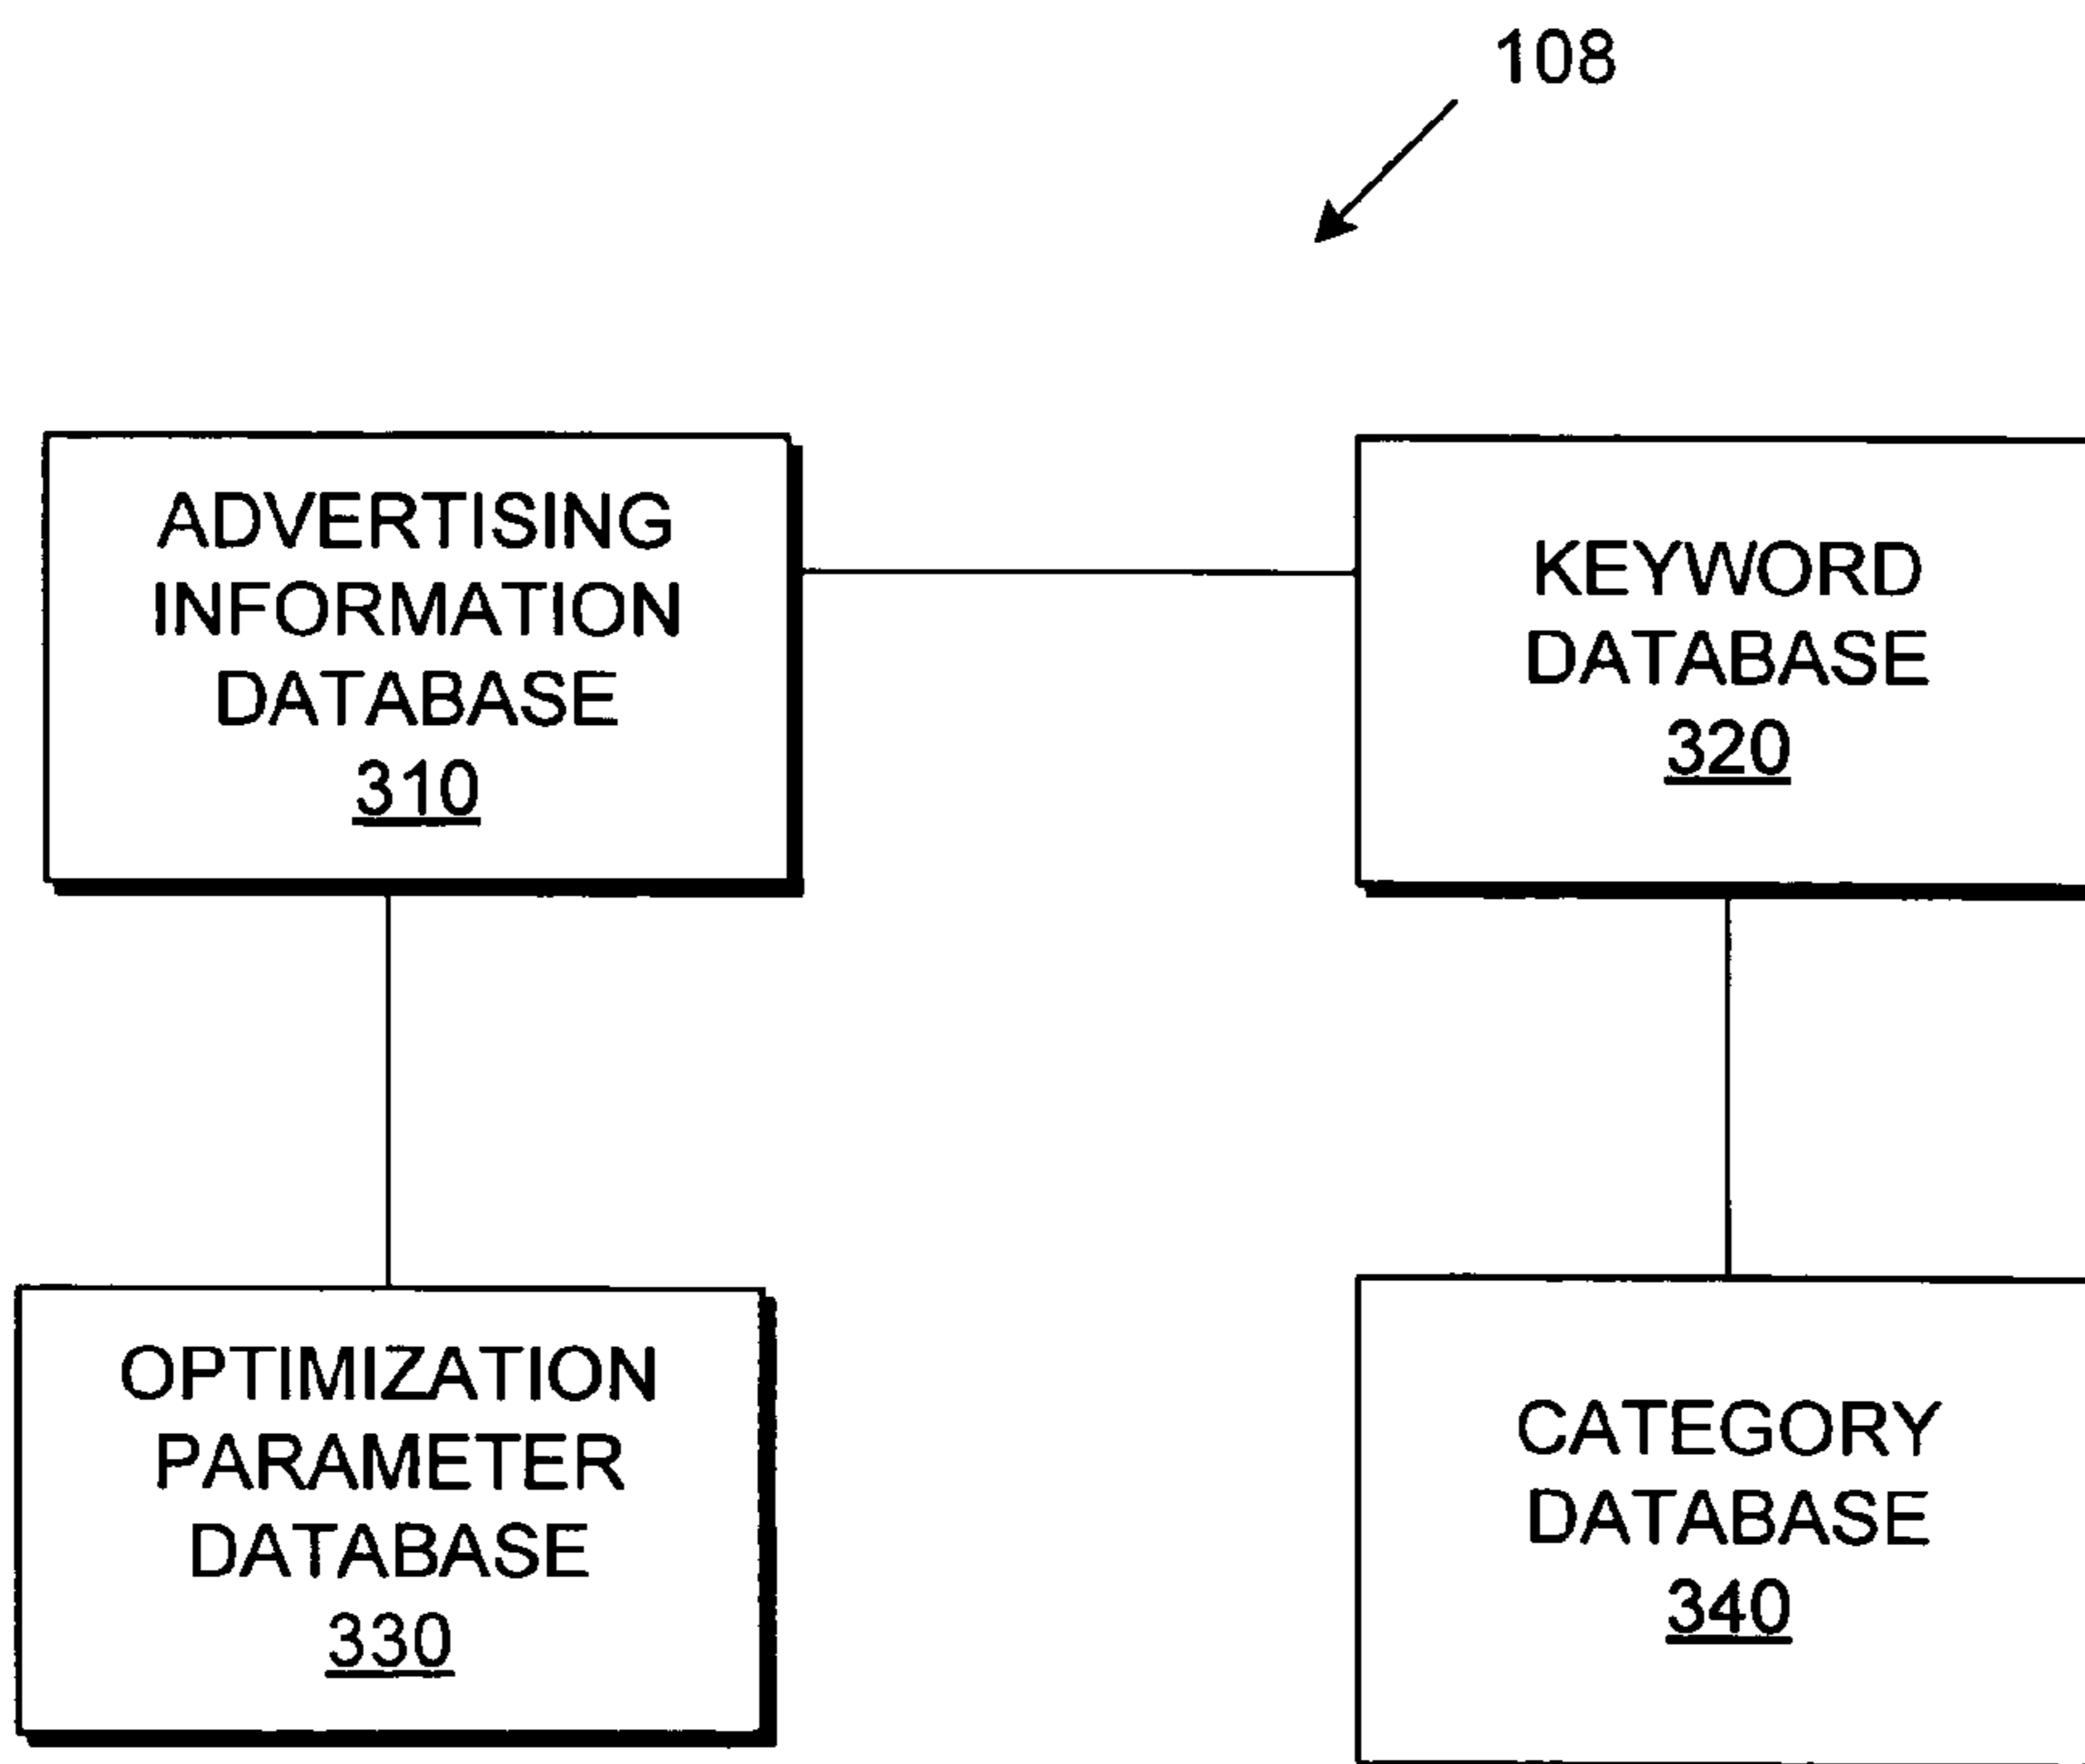 108
ADVERTISING
INFORMATION
DATABASE
310
KEYWORD
DATABASE
320
OPTIMIZATION
PARAMETER
DATABASE
330
CATEGORY
DATABASE
340